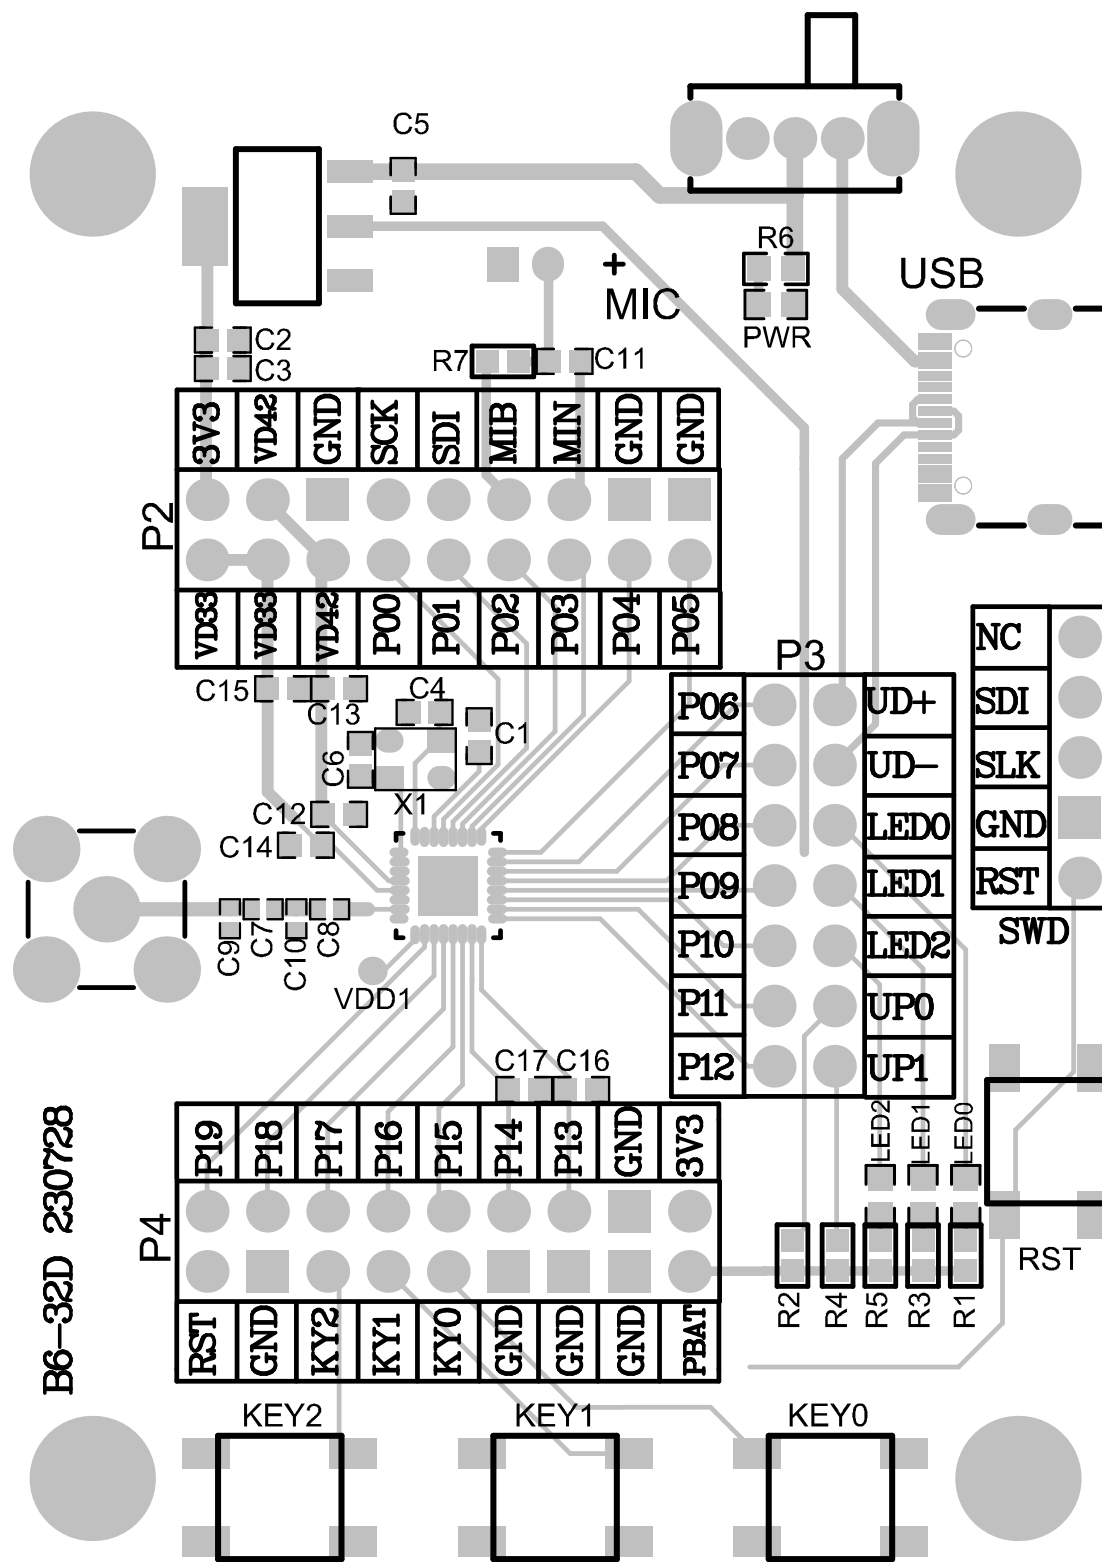 C5
R6
USB
+
MIC
PWR
C2
C3
R7
C11
3V3 VD42 GND SCK SDI MIB MIN GND GND
P2
VD33 VD33 VD42 P00 P01 P02 P03 P04 P05
NC
SDI
SLK
GND
RST
SWD
P3
P06 UD+
P07 UD-
P08 LED0
P09 LED1
P10 LED2
P11 UP0
P12 UP1
C15
C13
C4
C1
C6
X1
C12
C14
C9
C7
C10
C8
VDD1
C17
C16
P19 P18 P17 P16 P15 P14 P13 GND 3V3
P4
RST GND KY2 KY1 KY0 GND GND GND PBAT
LED2 LED1 LED0
R2 R4 R5 R3 R1
RST
B6-32D 230728
KEY2
KEY1
KEY0